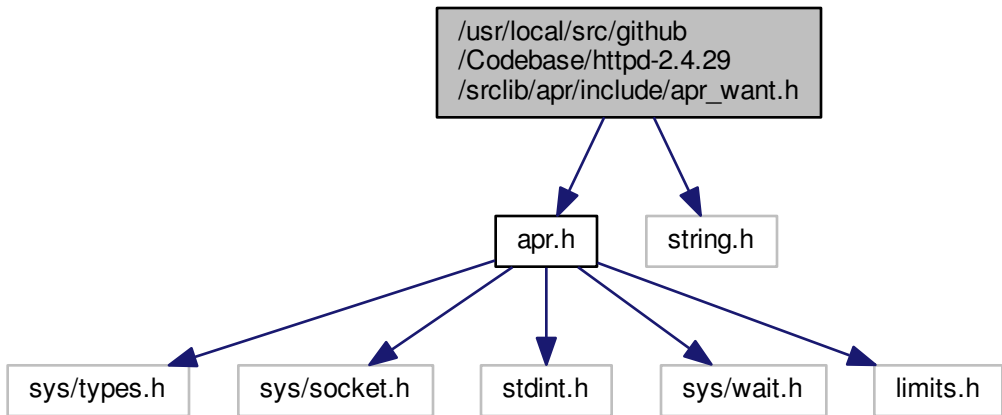 /usr/local/src/github
/Codebase/httpd-2.4.29
/srclib/apr/include/apr_want.h
apr.h
string.h
sys/types.h
sys/socket.h
stdint.h
sys/wait.h
limits.h